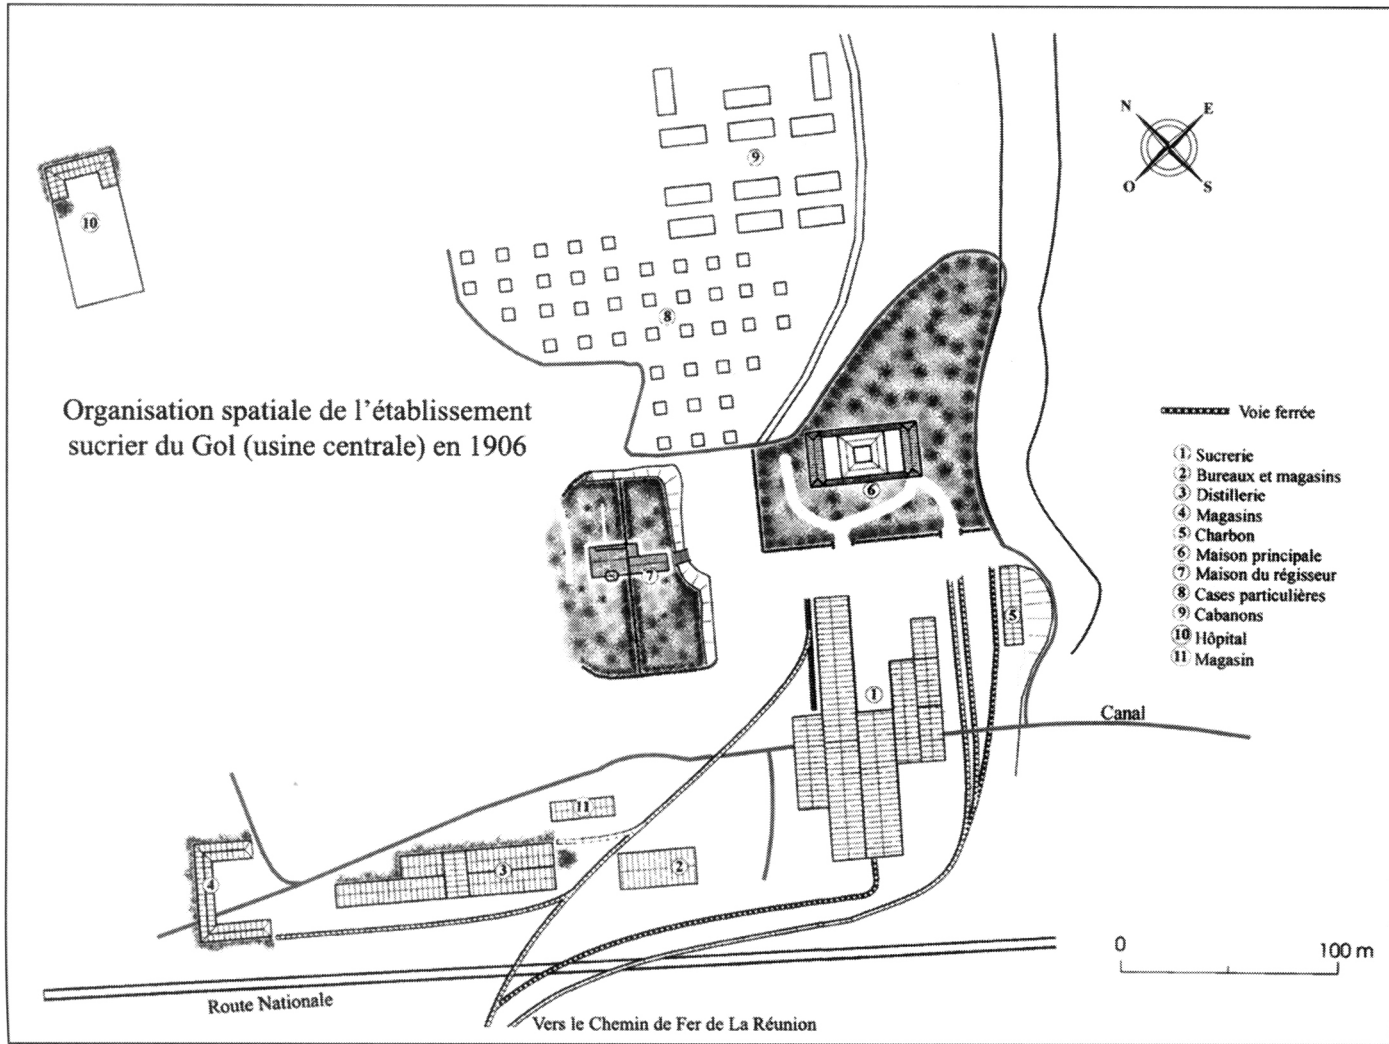 N
E
O
S
9
10
8
Organisation spatiale de l'établissement
sucrier du Gol (usine centrale) en 1906
6
7
5
1
Canal
11
2
3
4
Voie ferrée
1 Sucrerie
2 Bureaux et magasins
3 Distillerie
4 Magasins
5 Charbon
6 Maison principale
7 Maison du régisseur
8 Cases particulières
9 Cabanons
10 Hôpital
11 Magasin
0
100 m
Route Nationale
Vers le Chemin de Fer de La Réunion